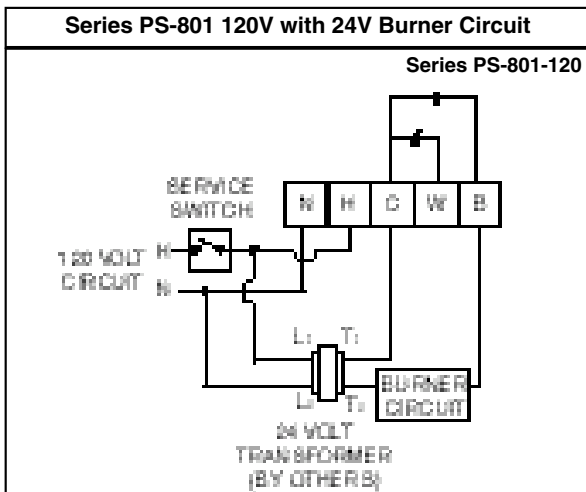 Series PS-801 120V with 24V Burner Circuit
Series PS-801-120
SERVICE
SWITCH
N H C W B
120 VOLT
CIRCUIT
H
N
L1 T1
L2 T2
BURNER
CIRCUIT
24 VOLT
TRANSFORMER
(BY OTHERS)